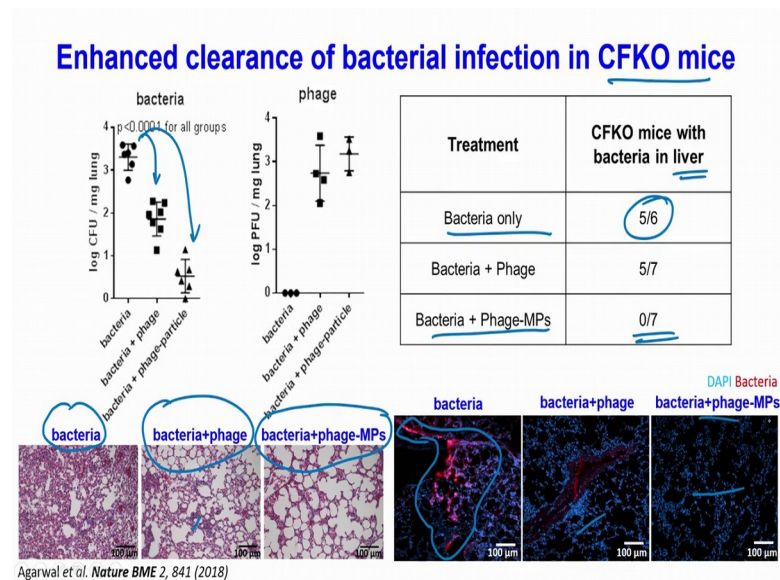 Enhanced clearance of bacterial infection in CFKO mice
bacteria
p<0.0001 for all groups
log CFU / mg lung
4
3
2
1
0
bacteria
bacteria + phage
bacteria + phage-particle
phage
log PFU / mg lung
4
3
2
1
0
bacteria
bacteria + phage
bacteria + phage-particle
Treatment
CFKO mice with
bacteria in liver
Bacteria only
5/6
Bacteria + Phage
5/7
Bacteria + Phage-MPs
0/7
DAPI Bacteria
bacteria
bacteria+phage
bacteria+phage-MPs
100 μm
100 μm
100 μm
bacteria
bacteria+phage
bacteria+phage-MPs
100 μm
100 μm
100 μm
Agarwal et al. Nature BME 2, 841 (2018)